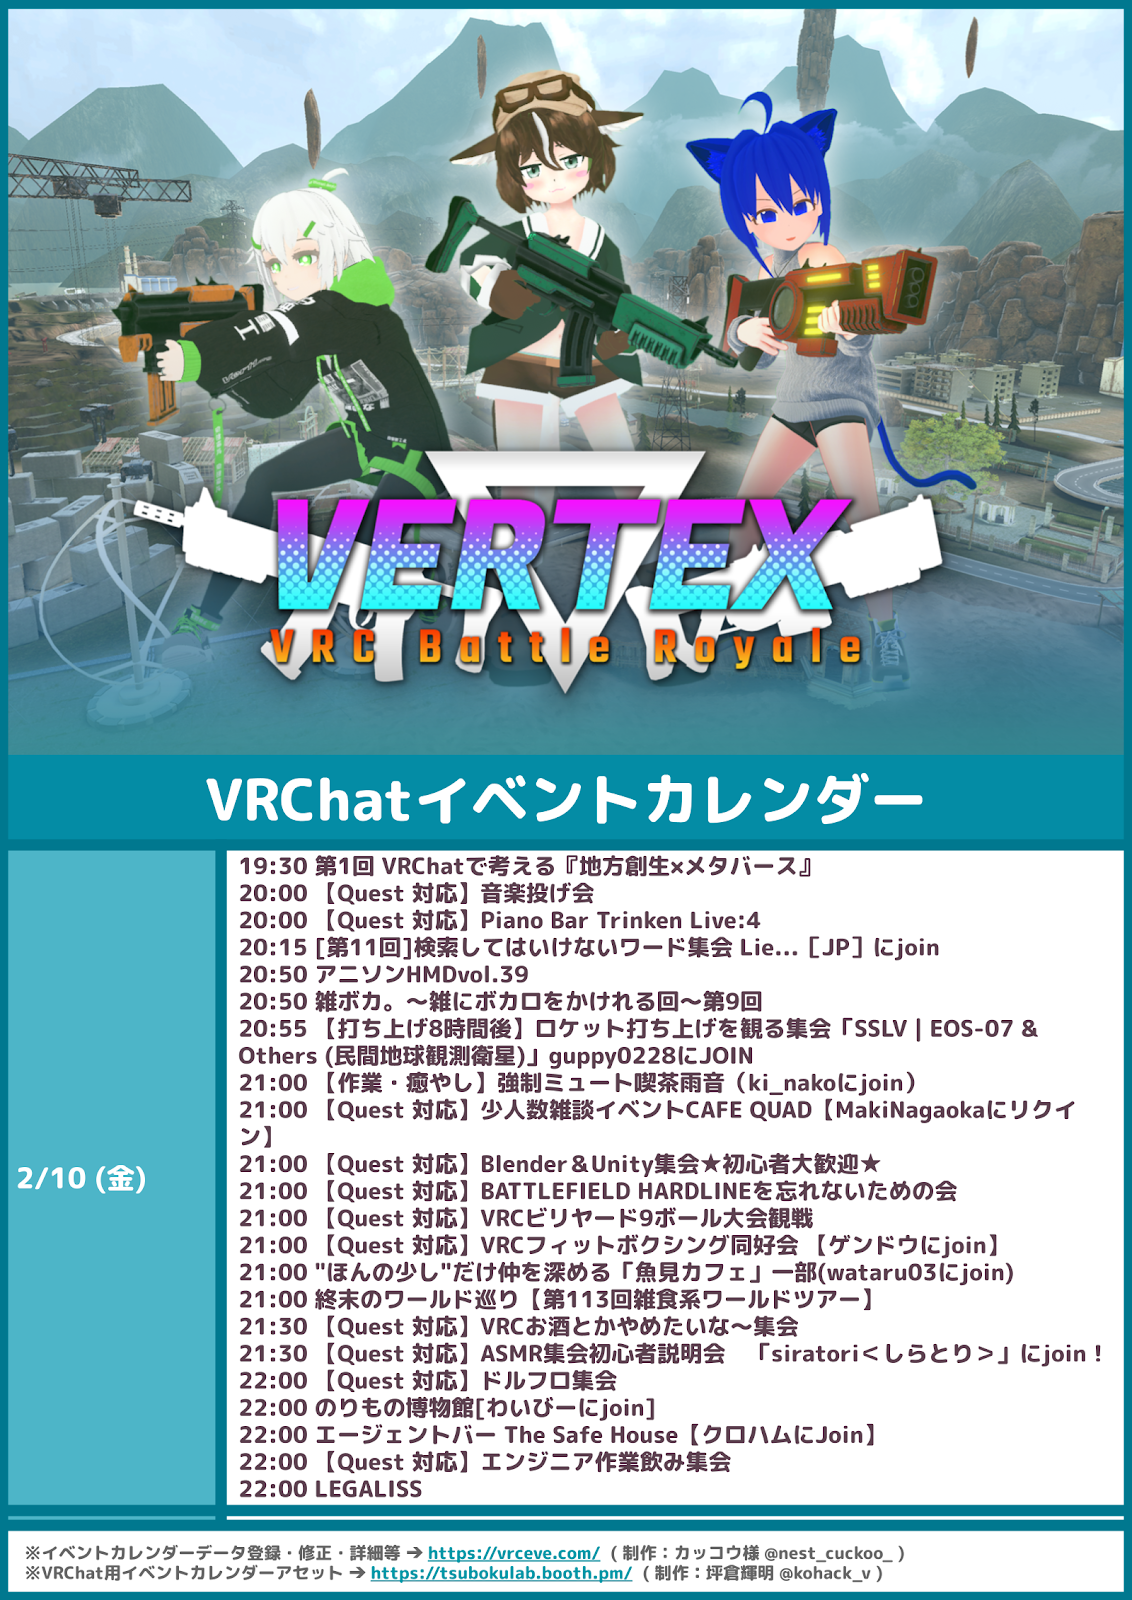 VERTEX
VRC Battle Royale
VRChatイベントカレンダー
2/10 (金)
19:30 第1回 VRChatで考える『地方創生×メタバース』
20:00 【Quest 対応】音楽投げ会
20:00 【Quest 対応】Piano Bar Trinken Live:4
20:15 [第11回]検索してはいけないワード集会 Lie...［JP］にjoin
20:50 アニソンHMDvol.39
20:50 雑ボカ。～雑にボカロをかけれる回～第9回
20:55 【打ち上げ8時間後】ロケット打ち上げを観る集会「SSLV | EOS-07 &
Others (民間地球観測衛星)」guppy0228にJOIN
21:00 【作業・癒やし】強制ミュート喫茶雨音（ki_nakoにjoin）
21:00 【Quest 対応】少人数雑談イベントCAFE QUAD【MakiNagaokaにリクイ
ン】
21:00 【Quest 対応】Blender＆Unity集会★初心者大歓迎★
21:00 【Quest 対応】BATTLEFIELD HARDLINEを忘れないための会
21:00 【Quest 対応】VRCビリヤード9ボール大会観戦
21:00 【Quest 対応】VRCフィットボクシング同好会 【ゲンドウにjoin】
21:00 "ほんの少し"だけ仲を深める「魚見カフェ」一部(wataru03にjoin)
21:00 終末のワールド巡り【第113回雑食系ワールドツアー】
21:30 【Quest 対応】VRCお酒とかやめたいな～集会
21:30 【Quest 対応】ASMR集会初心者説明会　「siratori＜しらとり＞」にjoin！
22:00 【Quest 対応】ドルフロ集会
22:00 のりもの博物館[わいびーにjoin]
22:00 エージェントバー The Safe House【クロハムにJoin】
22:00 【Quest 対応】エンジニア作業飲み集会
22:00 LEGALISS
※イベントカレンダーデータ登録・修正・詳細等 ➔ https://vrceve.com/ （制作：カッコウ様 @nest_cuckoo_ ）
※VRChat用イベントカレンダーアセット ➔ https://tsubokulab.booth.pm/ （制作：坪倉輝明 @kohack_v ）